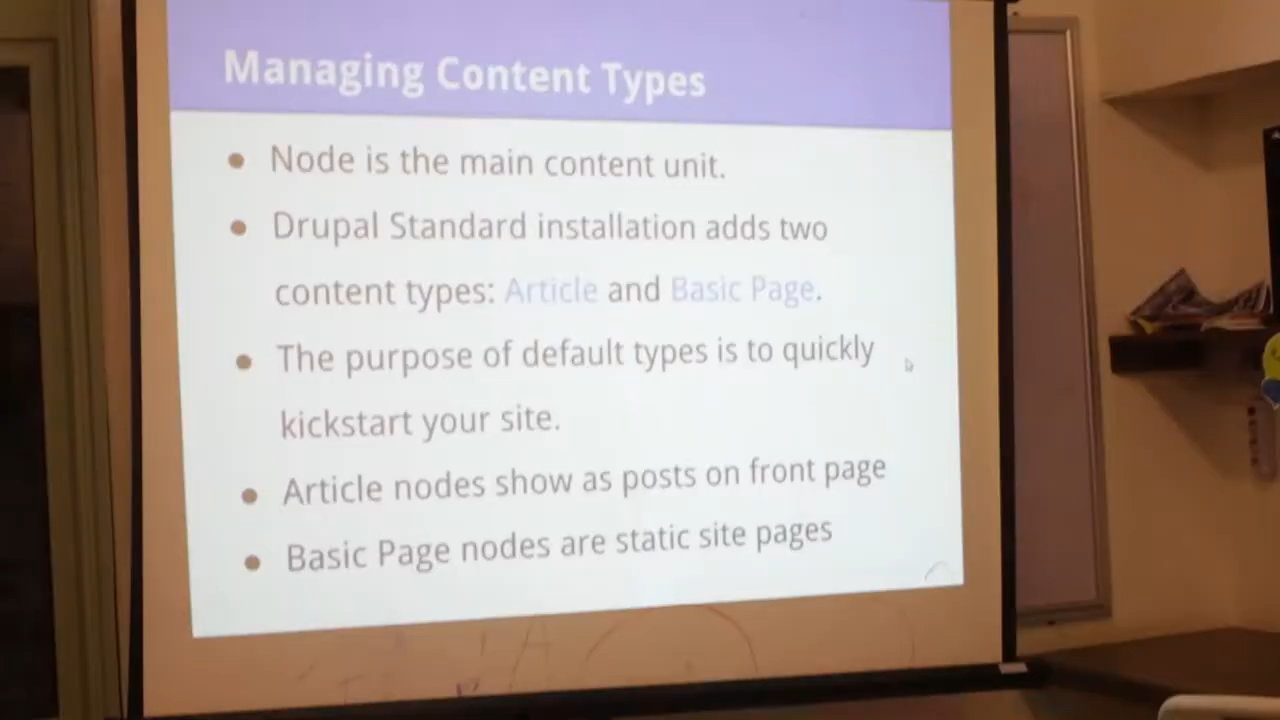 Managing Content Types
● Node is the main content unit.
● Drupal Standard installation adds two
content types: Article and Basic Page.
● The purpose of default types is to quickly
kickstart your site.
● Article nodes show as posts on front page
● Basic Page nodes are static site pages